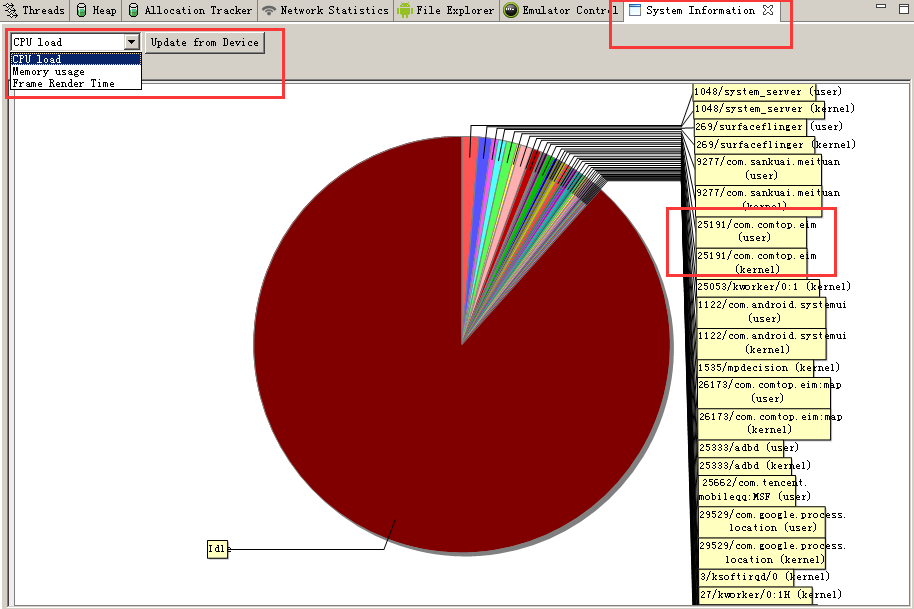 Threads
Heap
Allocation Tracker
Network Statistics
File Explorer
Emulator Control
System Information
CPU load
Update from Device
CPU load
Memory usage
Frame Render Time
1048/system_server (user)
1048/system_server (kernel)
269/surfaceflinger (user)
269/surfaceflinger (kernel)
9277/com.sankuai.meituan
(user)
9277/com.sankuai.meituan
(kernel)
25191/com.comtop.eim
(user)
25191/com.comtop.eim
(kernel)
25053/kworker/0:1 (kernel)
1122/com.android.systemui
(user)
1122/com.android.systemui
(kernel)
1535/mpdecision (kernel)
26173/com.comtop.eim:map
(user)
26173/com.comtop.eim:map
(kernel)
25333/adbd (user)
25333/adbd (kernel)
25662/com.tencent.
mobileqq:MSF (user)
29529/com.google.process.
location (user)
29529/com.google.process.
location (kernel)
3/ksoftirqd/0 (kernel)
27/kworker/0:1H (kernel)
Idle